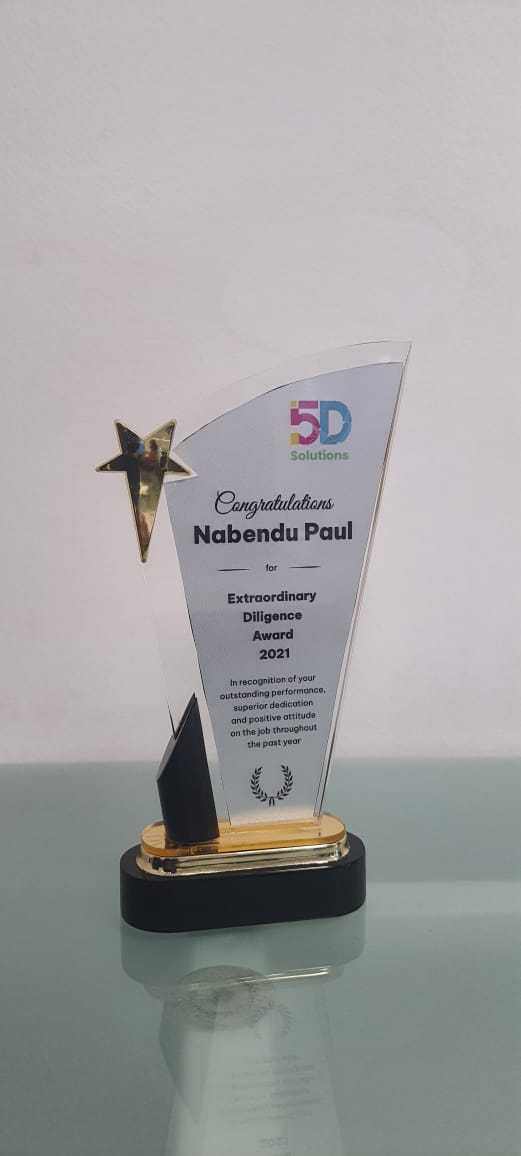 5D
Solutions
Congratulations
Nabendu Paul
for
Extraordinary
Diligence
Award
2021
In recognition of your
outstanding performance,
superior dedication
and positive attitude
on the job throughout
the past year